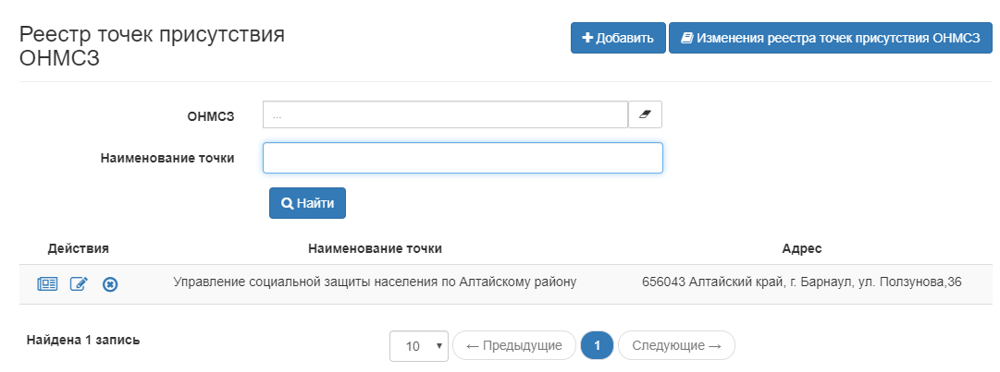 Реестр точек присутствия
ОНМСЗ
Добавить
Изменения реестра точек присутствия ОНМСЗ
ОНМСЗ
...
Наименование точки
Найти
Действия Наименование точки Адрес
Управление социальной защиты населения по Алтайскому району 656043 Алтайский край, г. Барнаул, ул. Ползунова,36
Найдена 1 запись 10 ← Предыдущие 1 Следующие →